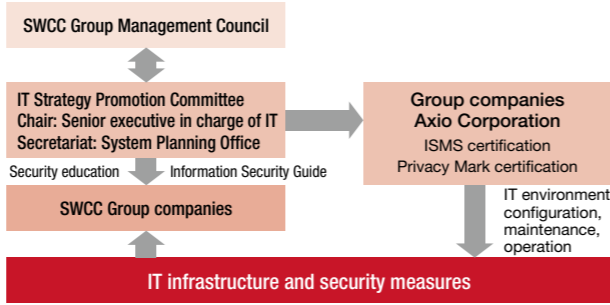 SWCC Group Management Council
IT Strategy Promotion Committee
Chair: Senior executive in charge of IT
Secretariat: System Planning Office
Group companies
Axio Corporation
ISMS certification
Privacy Mark certification
Security education
Information Security Guide
SWCC Group companies
IT environment
configuration,
maintenance,
operation
IT infrastructure and security measures